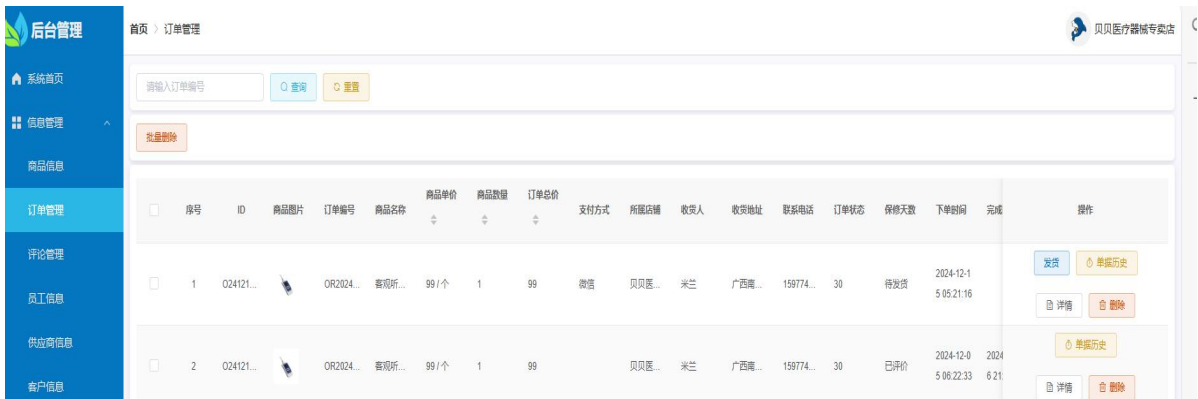 后台管理
首页 > 订单管理
贝贝医疗器械专卖店
系统首页
信息管理
商品信息
订单管理
评论管理
员工信息
供应商信息
客户信息
请输入订单编号 查询 重置
批量删除
序号 ID 商品图片 订单编号 商品名称 商品单价 商品数量 订单总价 支付方式 所属店铺 收货人 收货地址 联系电话 订单状态 保修天数 下单时间 完成 操作
1 O24121... OR2024... 客观听... 99 / 个 1 99 微信 贝贝医... 米兰 广西南... 159774... 30 待发货 2024-12-1
5 05:21:16
发货 单据历史
详情 删除
2 O24121... OR2024... 客观听... 99 / 个 1 99 贝贝医... 米兰 广西南... 159774... 30 已评价 2024-12-0 2024
5 06:22:33 6 21:
单据历史
详情 删除